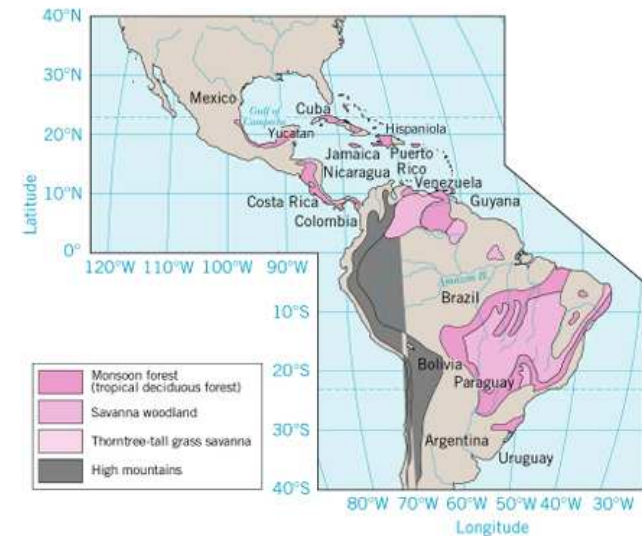 40°N
30°N
Mexico
Cuba
Gulf of
Campeche
20°N
Yucatan
Hispaniola
Jamaica
Puerto
Rico
Nicaragua
Venezuela
10°N
Costa Rica
Guyana
Colombia
Latitude
0°
120°W 110°W 100°W 90°W
Amazon R.
Brazil
10°S
Monsoon forest
(tropical deciduous forest)
Bolivia
20°S
Paraguay
Savanna woodland
Thorntree-tall grass savanna
30°S
Argentina
High mountains
Uruguay
40°S
80°W 70°W 60°W 50°W 40°W 30°W
Longitude